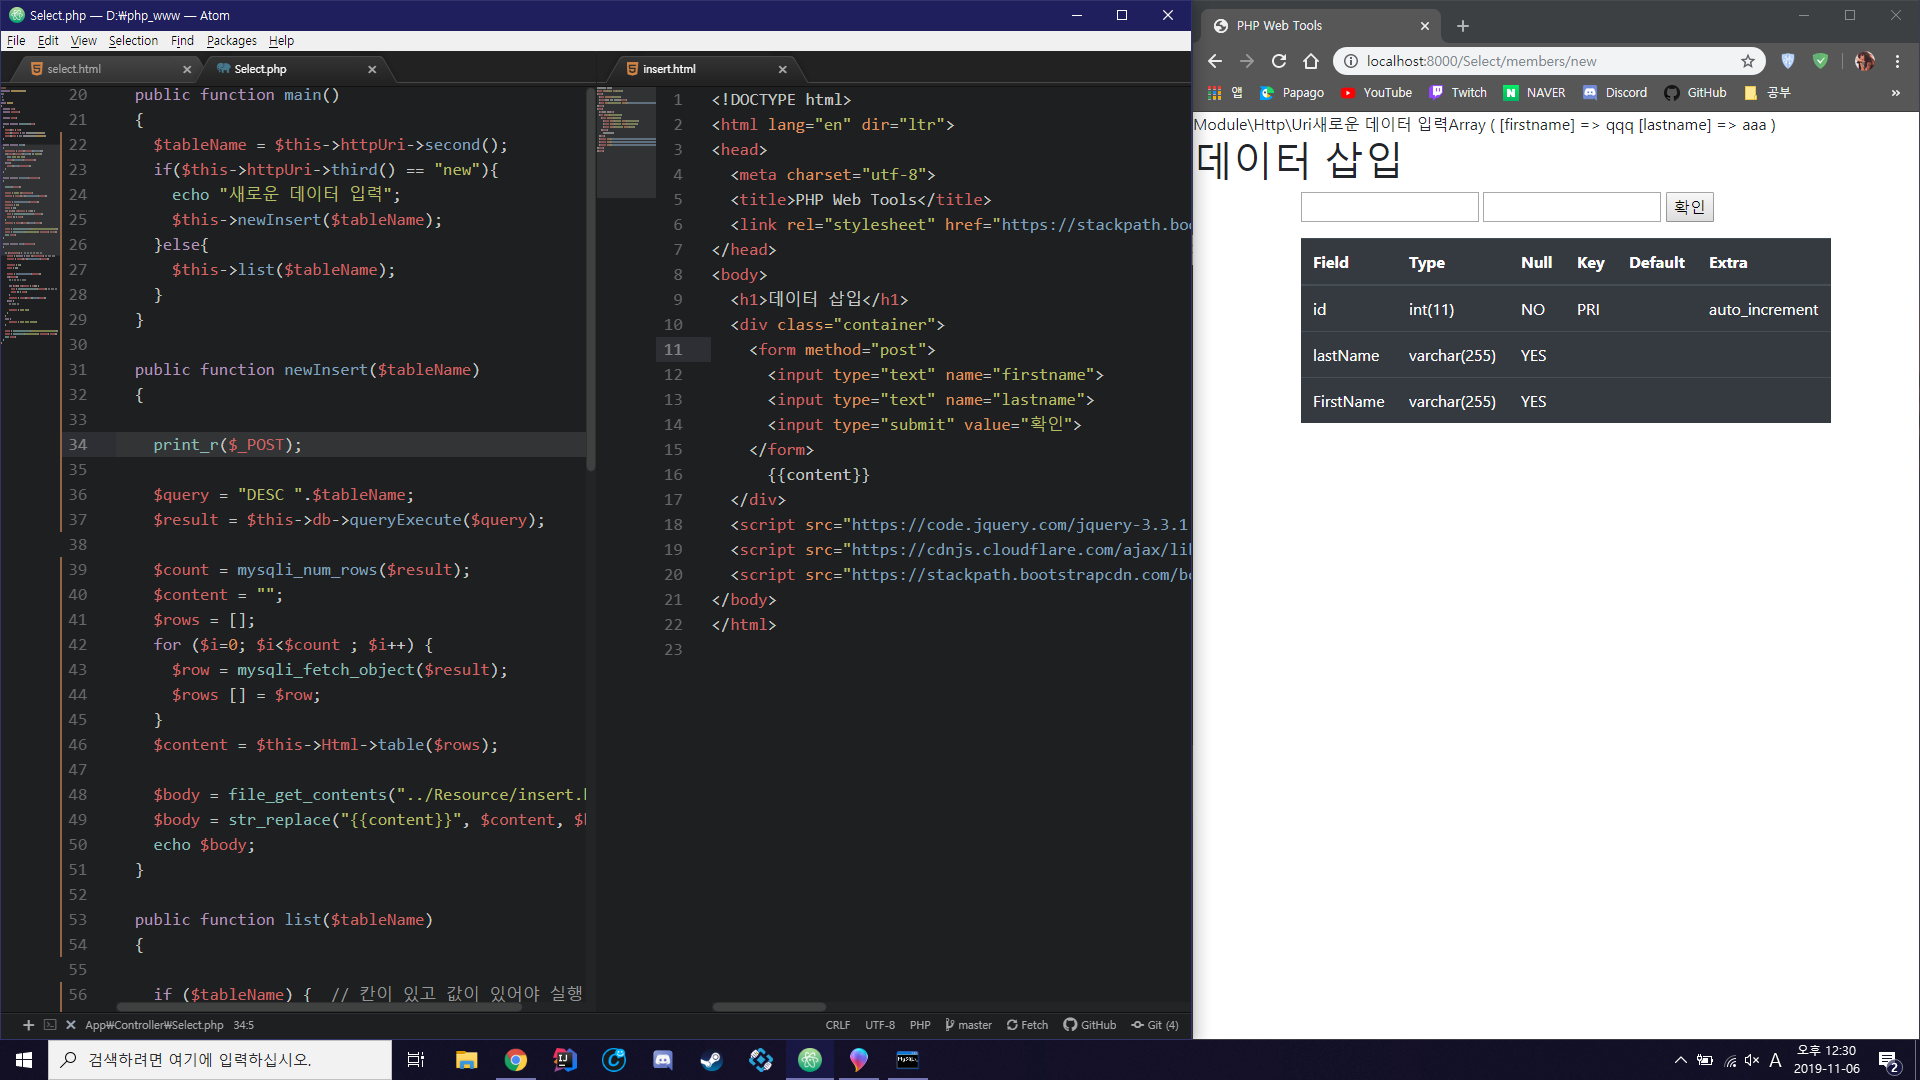 Select.php — D:￦php_www — Atom
File Edit View Selection Find Packages Help
select.html
Select.php
20 public function main()
21 {
22 $tableName = $this->httpUri->second();
23 if($this->httpUri->third() == "new"){
24 echo "새로운 데이터 입력";
25 $this->newInsert($tableName);
26 }else{
27 $this->list($tableName);
28 }
29 }
30
31 public function newInsert($tableName)
32 {
33
34 print_r($_POST);
35
36 $query = "DESC ".$tableName;
37 $result = $this->db->queryExecute($query);
38
39 $count = mysqli_num_rows($result);
40 $content = "";
41 $rows = [];
42 for ($i=0; $i<$count ; $i++) {
43 $row = mysqli_fetch_object($result);
44 $rows [] = $row;
45 }
46 $content = $this->Html->table($rows);
47
48 $body = file_get_contents("../Resource/insert.
49 $body = str_replace("{{content}}", $content, $
50 echo $body;
51 }
52
53 public function list($tableName)
54 {
55
56 if ($tableName) { // 칸이 있고 값이 있어야 실행
insert.html
1 <!DOCTYPE html>
2 <html lang="en" dir="ltr">
3 <head>
4 <meta charset="utf-8">
5 <title>PHP Web Tools</title>
6 <link rel="stylesheet" href="https://stackpath.bo
7 </head>
8 <body>
9 <h1>데이터 삽입</h1>
10 <div class="container">
11 <form method="post">
12 <input type="text" name="firstname">
13 <input type="text" name="lastname">
14 <input type="submit" value="확인">
15 </form>
16 {{content}}
17 </div>
18 <script src="https://code.jquery.com/jquery-3.3.1
19 <script src="https://cdnjs.cloudflare.com/ajax/li
20 <script src="https://stackpath.bootstrapcdn.com/b
21 </body>
22 </html>
23
App￦Controller￦Select.php 34:5
CRLF UTF-8 PHP master Fetch GitHub Git (4)
PHP Web Tools
localhost:8000/Select/members/new
앱 Papago YouTube Twitch NAVER Discord GitHub 공부 »
Module\Http\Uri새로운 데이터 입력Array ( [firstname] => qqq [lastname] => aaa )
데이터 삽입
확인
Field Type Null Key Default Extra
id int(11) NO PRI auto_increment
lastName varchar(255) YES
FirstName varchar(255) YES
검색하려면 여기에 입력하십시오.
A
오후 12:30
2019-11-06
2